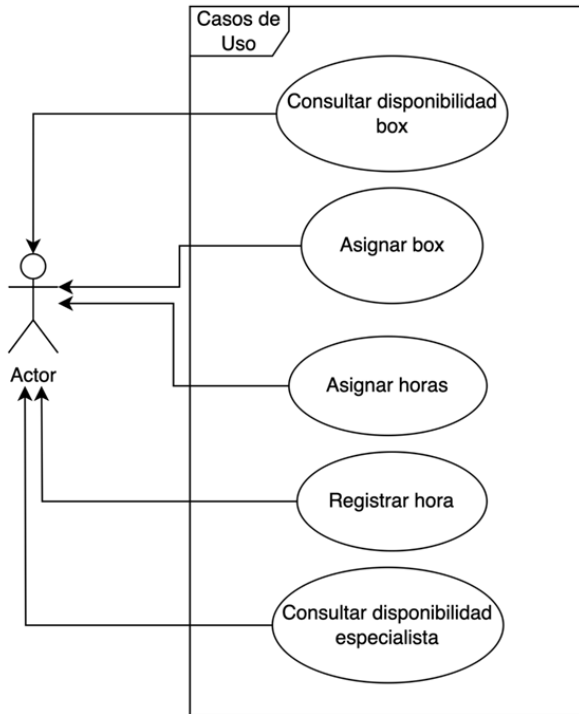 Casos de
Uso
Consultar disponibilidad
box
Asignar box
Actor
Asignar horas
Registrar hora
Consultar disponibilidad
especialista